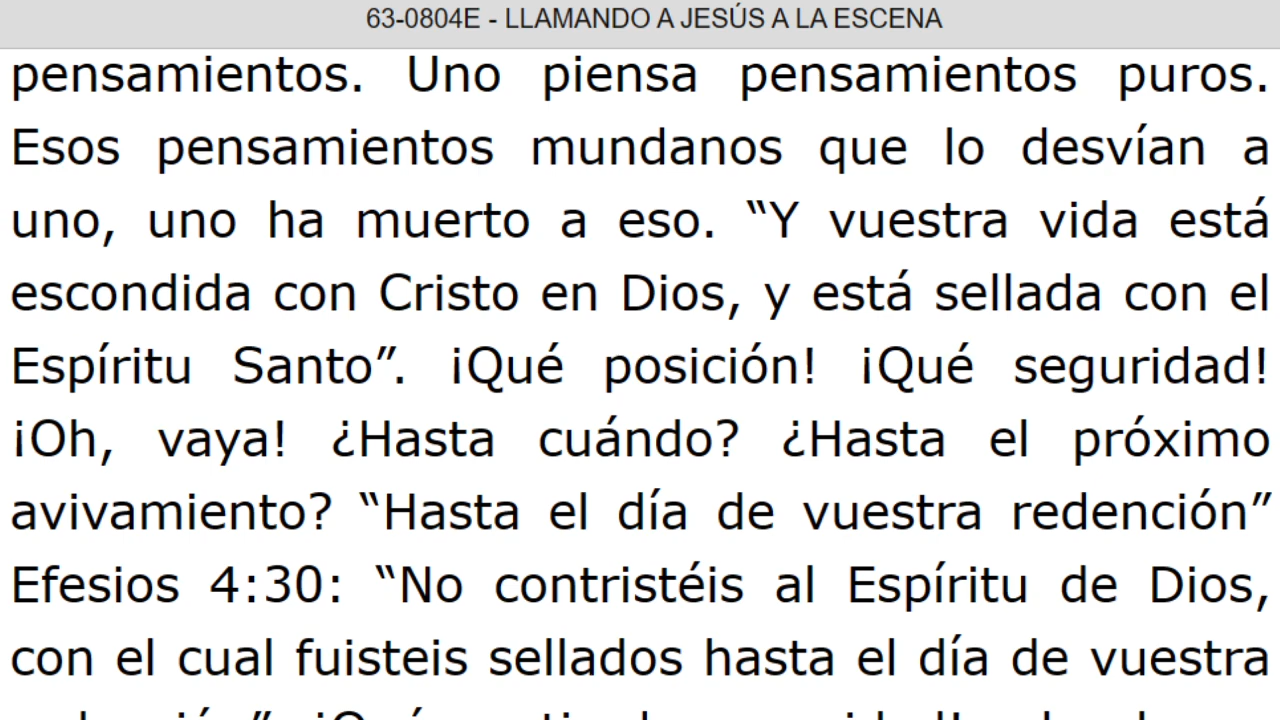 63-0804E - LLAMANDO A JESÚS A LA ESCENA
pensamientos. Uno piensa pensamientos puros.
Esos pensamientos mundanos que lo desvían a
uno, uno ha muerto a eso. “Y vuestra vida está
escondida con Cristo en Dios, y está sellada con el
Espíritu Santo”. ¡Qué posición! ¡Qué seguridad!
¡Oh, vaya! ¿Hasta cuándo? ¿Hasta el próximo
avivamiento? “Hasta el día de vuestra redención”
Efesios 4:30: “No contristéis al Espíritu de Dios,
con el cual fuisteis sellados hasta el día de vuestra